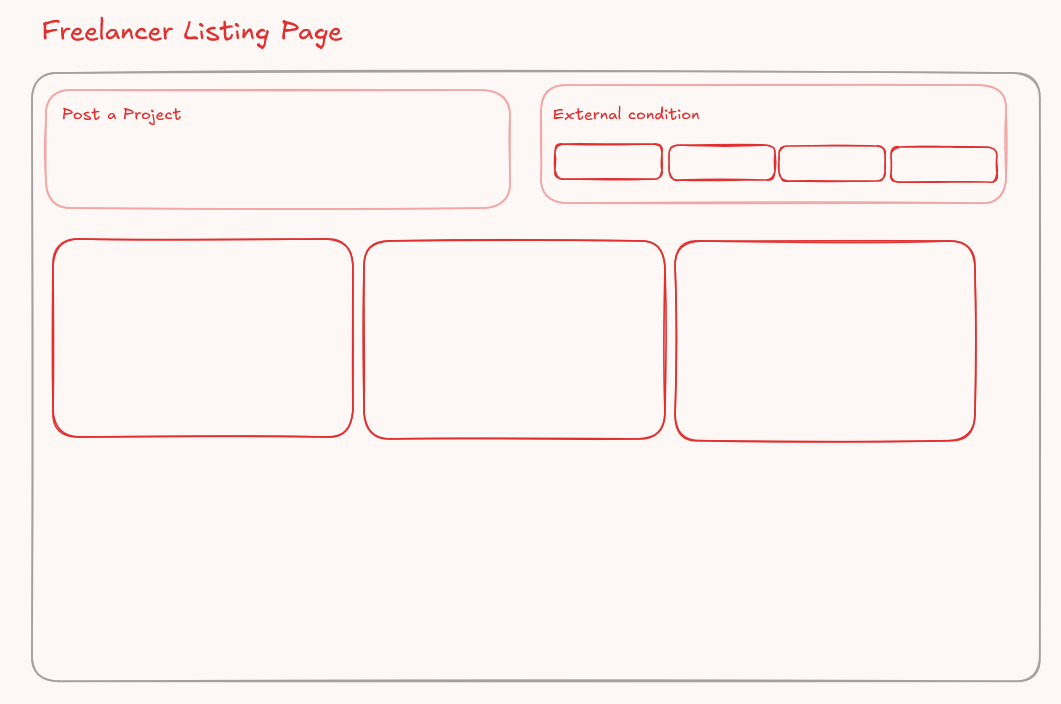 Freelancer Listing Page
Post a Project
External condition